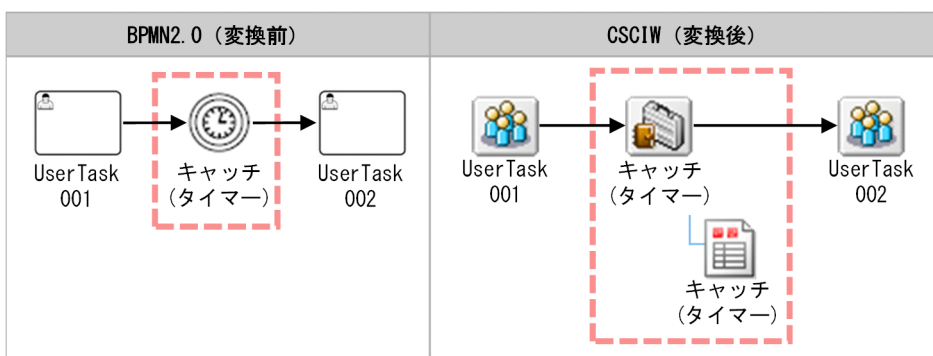 BPMN2.0（変換前）
CSCIW（変換後）
UserTask
001
キャッチ
(タイマー)
UserTask
002
UserTask
001
キャッチ
(タイマー)
UserTask
002
キャッチ
(タイマー)